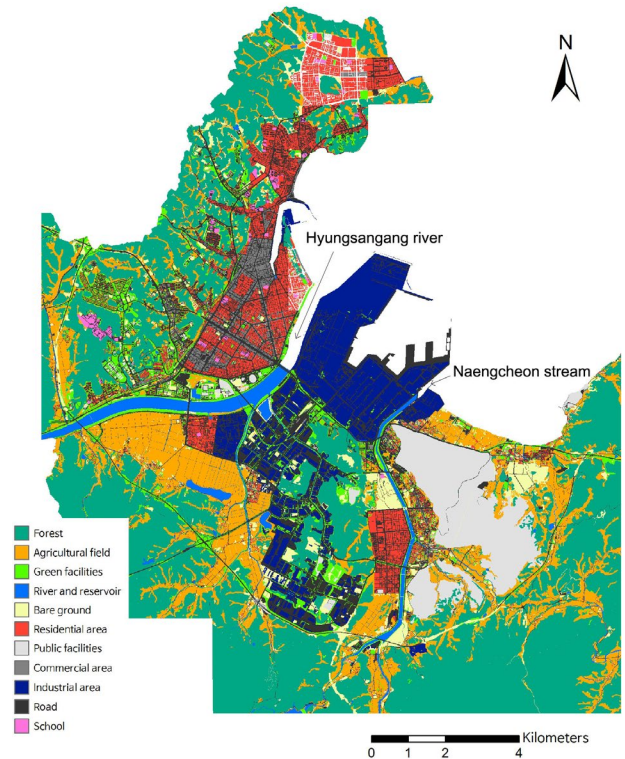 N
Hyungsangang river
Naengcheon stream
Forest
Agricultural field
Green facilities
River and reservoir
Bare ground
Residential area
Public facilities
Commercial area
Industrial area
Road
School
Kilometers
0 1 2 4